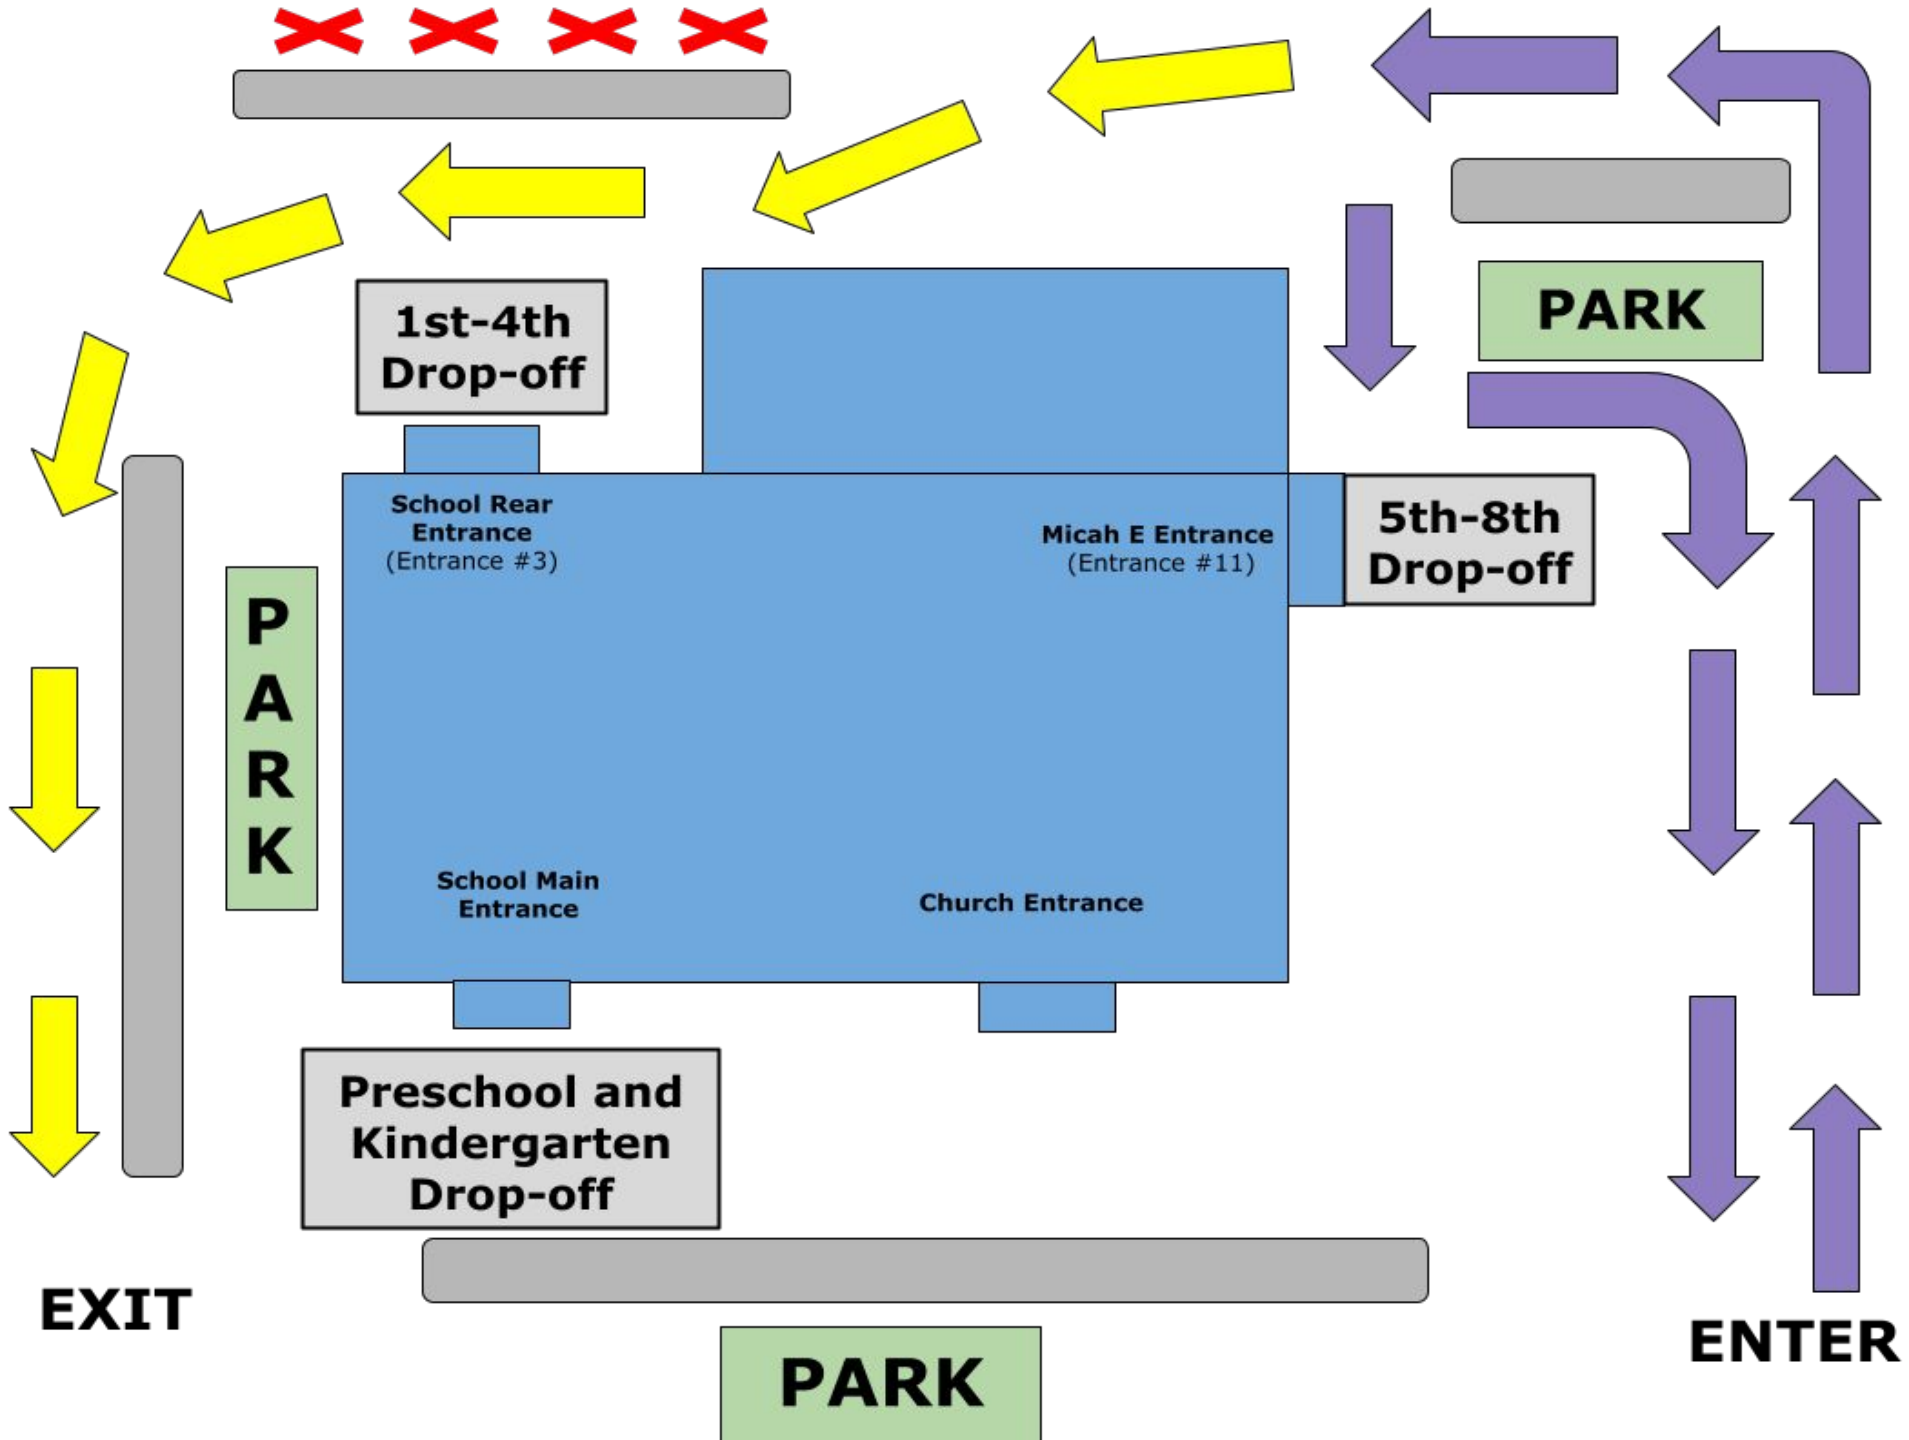 1st-4th
Drop-off
PARK
School Rear
Entrance
(Entrance #3)
Micah E Entrance
(Entrance #11)
5th-8th
Drop-off
P
A
R
K
School Main
Entrance
Church Entrance
Preschool and
Kindergarten
Drop-off
EXIT
ENTER
PARK